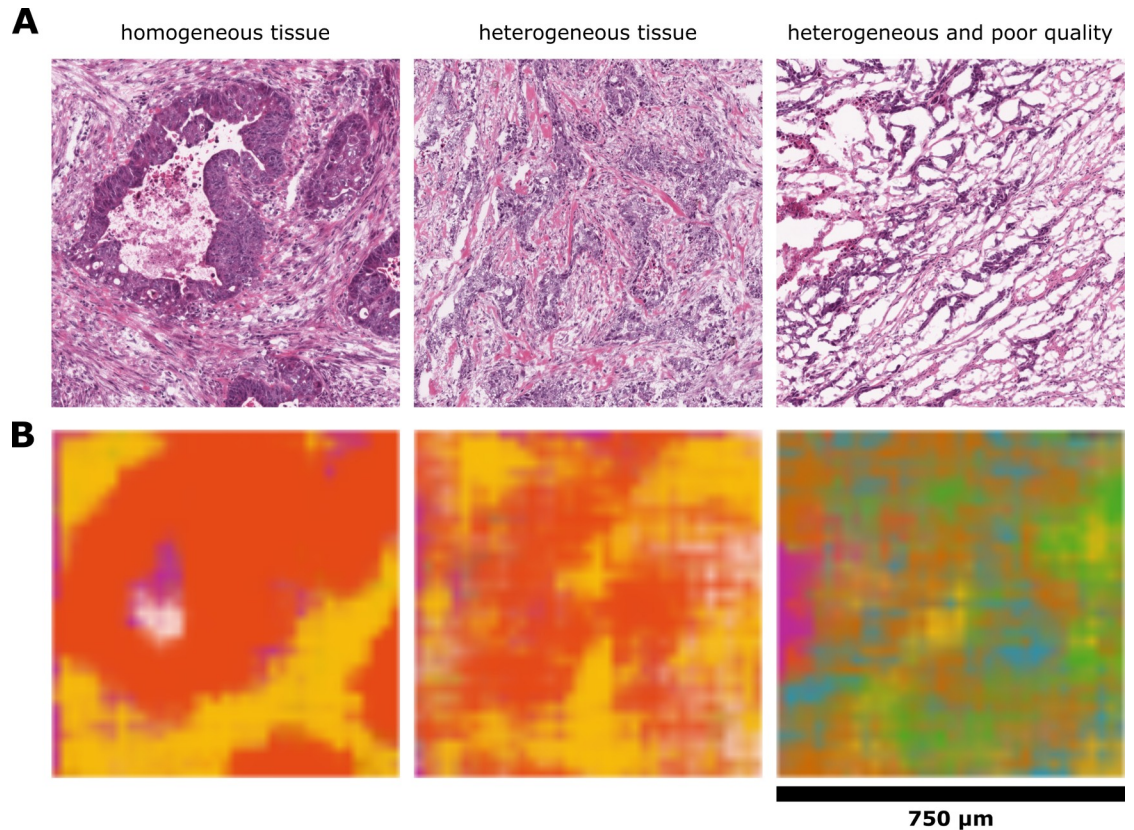 A
homogeneous tissue
heterogeneous tissue
heterogeneous and poor quality
B
750 µm